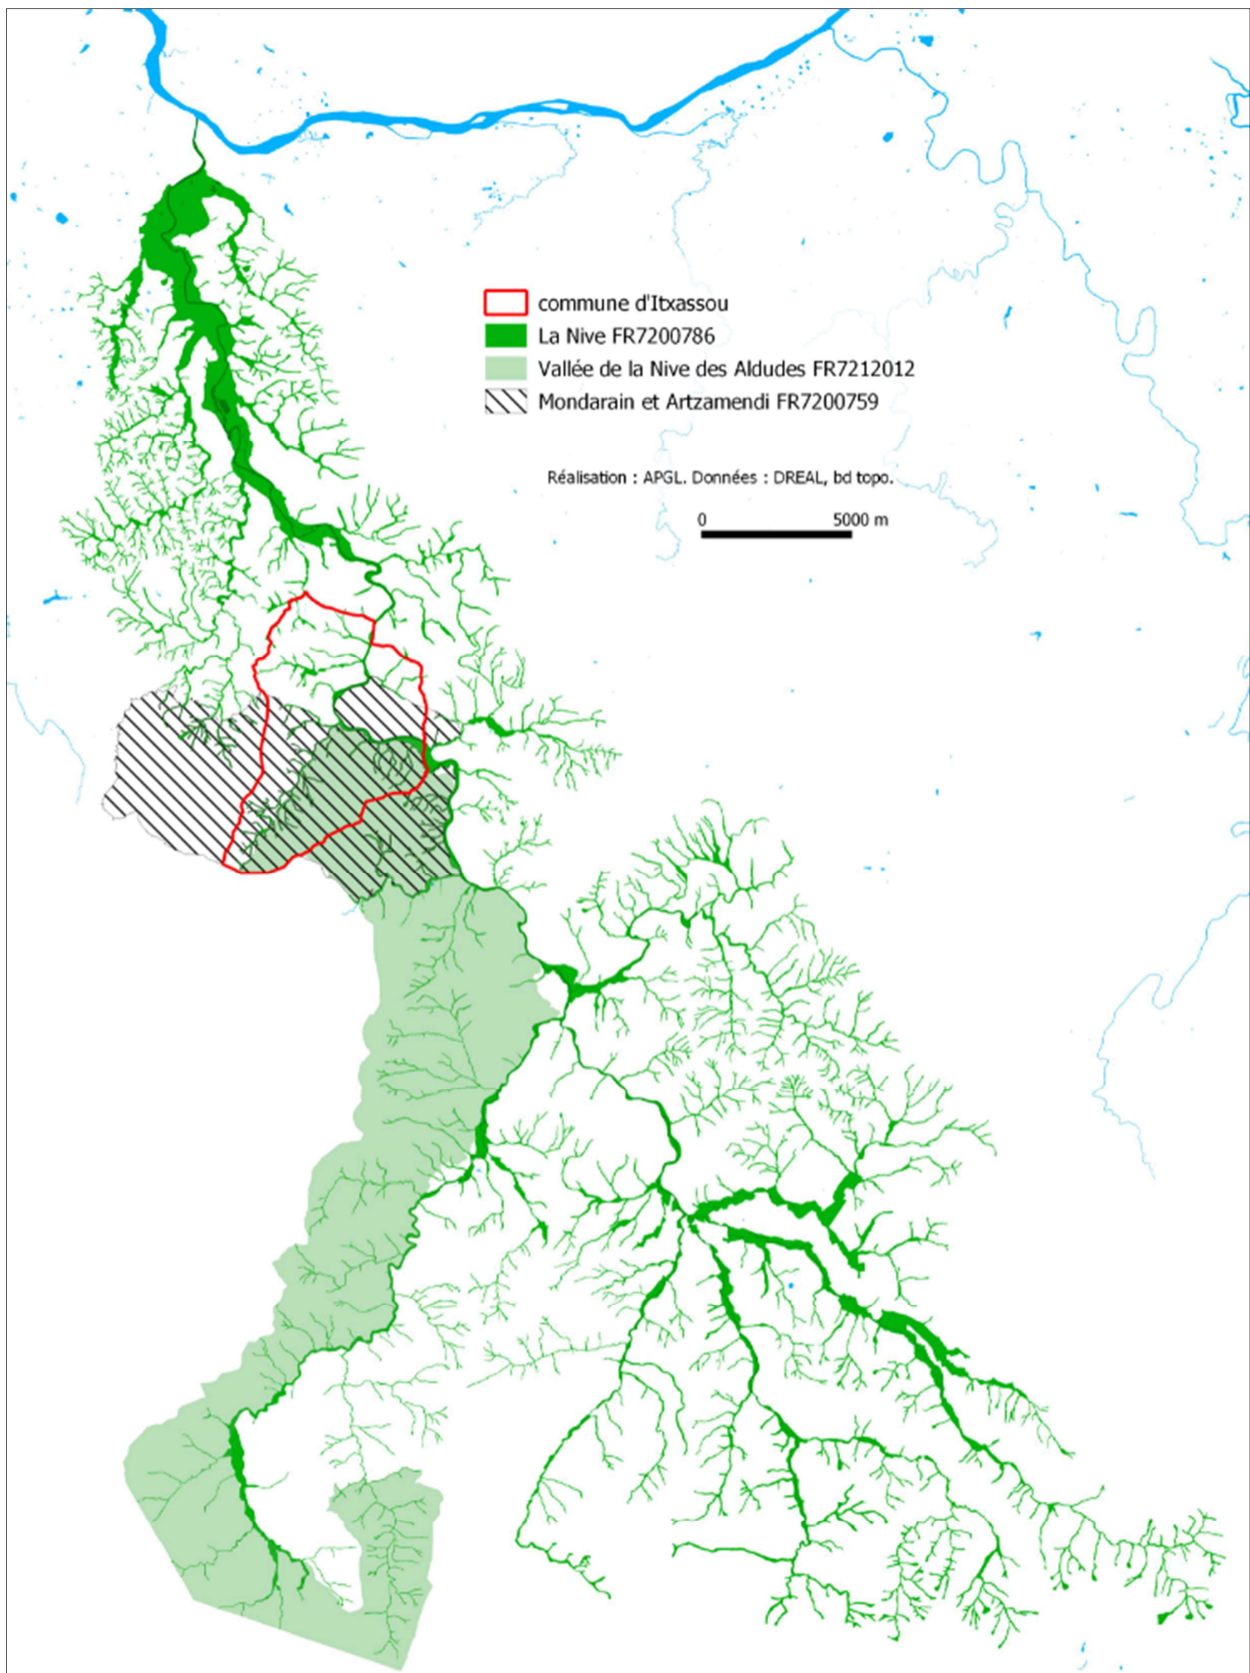 commune d'Itxassou
La Nive FR7200786
Vallée de la Nive des Aldudes FR7212012
Mondarain et Artzamendi FR7200759
Réalisation : APGL. Données : DREAL, bd topo.
0 5000 m